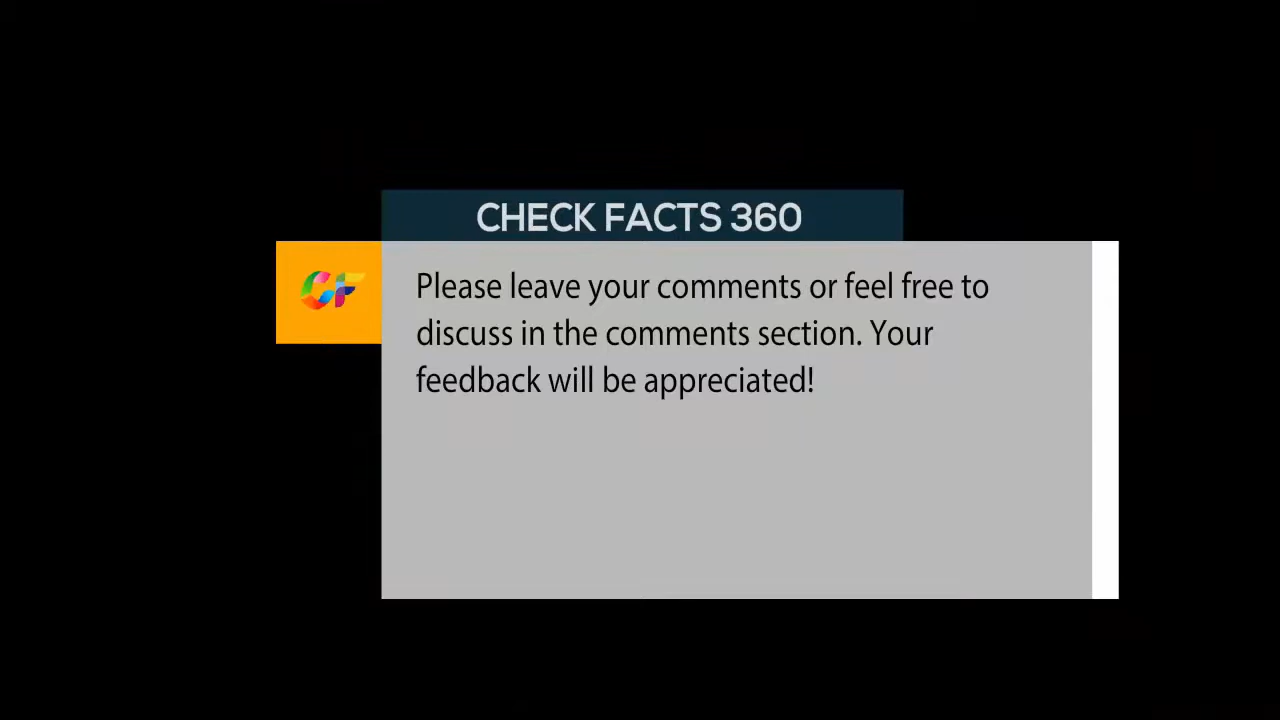 CHECK FACTS 360
CF
Please leave your comments or feel free to
discuss in the comments section. Your
feedback will be appreciated!